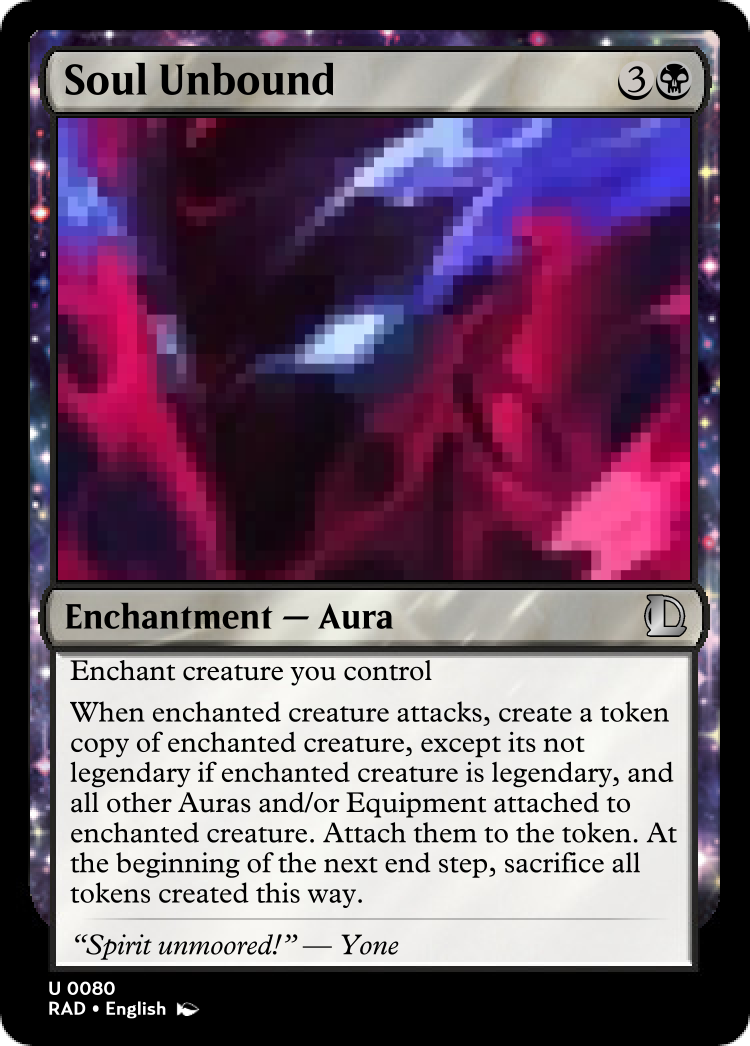 Soul Unbound
3
Enchantment — Aura
Enchant creature you control
When enchanted creature attacks, create a token
copy of enchanted creature, except its not
legendary if enchanted creature is legendary, and
all other Auras and/or Equipment attached to
enchanted creature. Attach them to the token. At
the beginning of the next end step, sacrifice all
tokens created this way.
“Spirit unmoored!” — Yone
U 0080
RAD • English